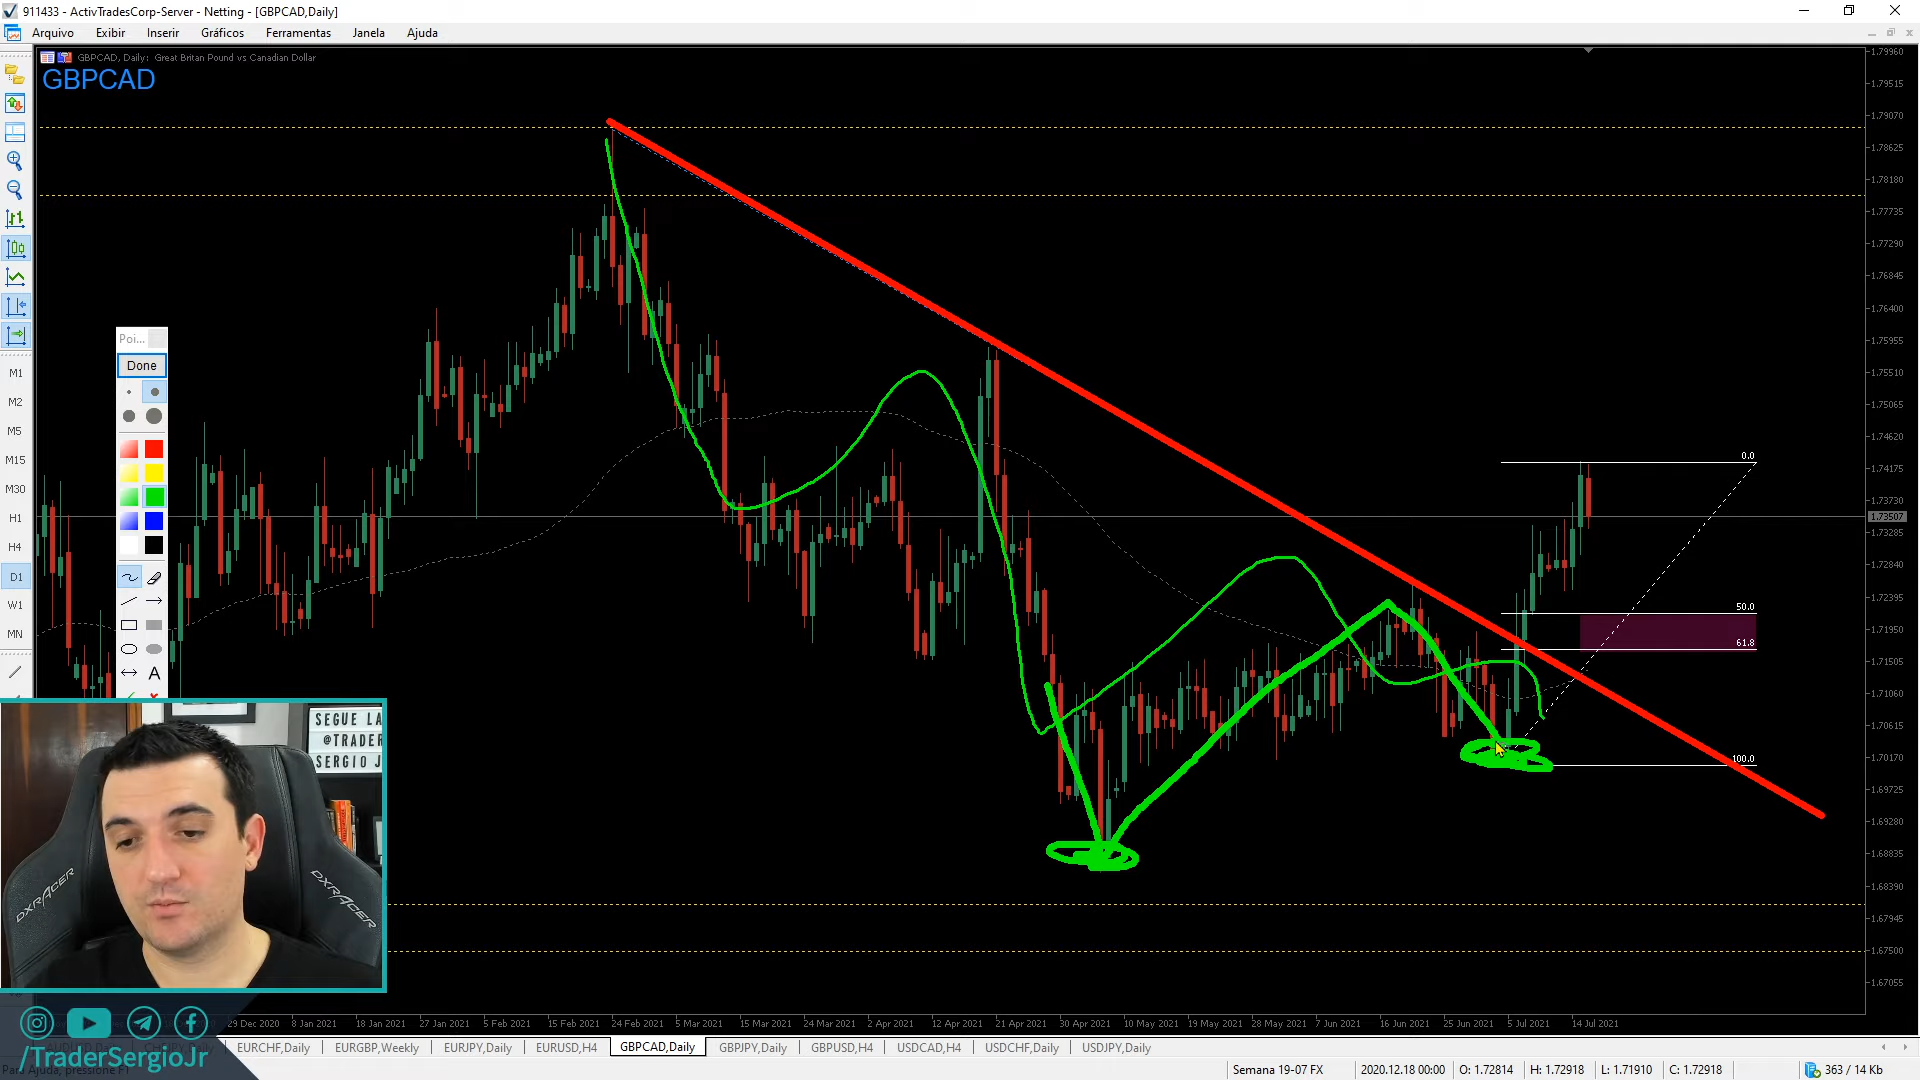 911433 - ActivTradesCorp-Server - Netting - [GBPCAD,Daily]
Arquivo Exibir Inserir Gráficos Ferramentas Janela Ajuda
GBPCAD, Daily: Great Britan Pound vs Canadian Dollar
GBPCAD
1.79960
1.79515
1.79070
1.78625
1.78180
1.77735
1.77290
1.76845
1.76400
1.75955
1.75510
1.75065
1.74620
1.74175
1.73730
1.73507
1.73285
1.72840
1.72395
1.71950
1.71505
1.71060
1.70615
1.70170
1.69725
1.69280
1.68835
1.68390
1.67945
1.67500
1.67055
0.0
50.0
61.8
100.0
Poi...
Done
A
M1
M2
M5
M15
M30
H1
H4
D1
W1
MN
SEGUE LA
@TRADER
SERGIO J
DXRACER
DXRACER
29 Dec 2020 8 Jan 2021 18 Jan 2021 27 Jan 2021 5 Feb 2021 15 Feb 2021 24 Feb 2021 5 Mar 2021 15 Mar 2021 24 Mar 2021 2 Apr 2021 12 Apr 2021 21 Apr 2021 30 Apr 2021 10 May 2021 19 May 2021 28 May 2021 7 Jun 2021 16 Jun 2021 25 Jun 2021 5 Jul 2021 14 Jul 2021
EURCHF,Daily EURGBP,Weekly EURJPY,Daily EURUSD,H4 GBPCAD,Daily GBPJPY,Daily GBPUSD,H4 USDCAD,H4 USDCHF,Daily USDJPY,Daily
/TraderSergioJr
Para Ajuda, pressione F1
Semana 19-07 FX 2020.12.18 00:00 O: 1.72814 H: 1.72918 L: 1.71910 C: 1.72918 363 / 14 Kb